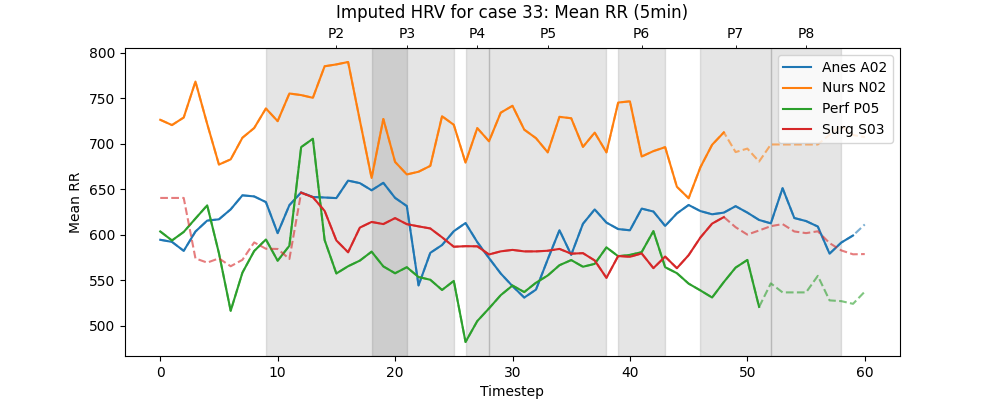 Imputed HRV for case 33: Mean RR (5min)
P2 P3 P4 P5 P6 P7 P8
800
750
700
650
600
550
500
Mean RR
Anes A02
Nurs N02
Perf P05
Surg S03
0 10 20 30 40 50 60
Timestep